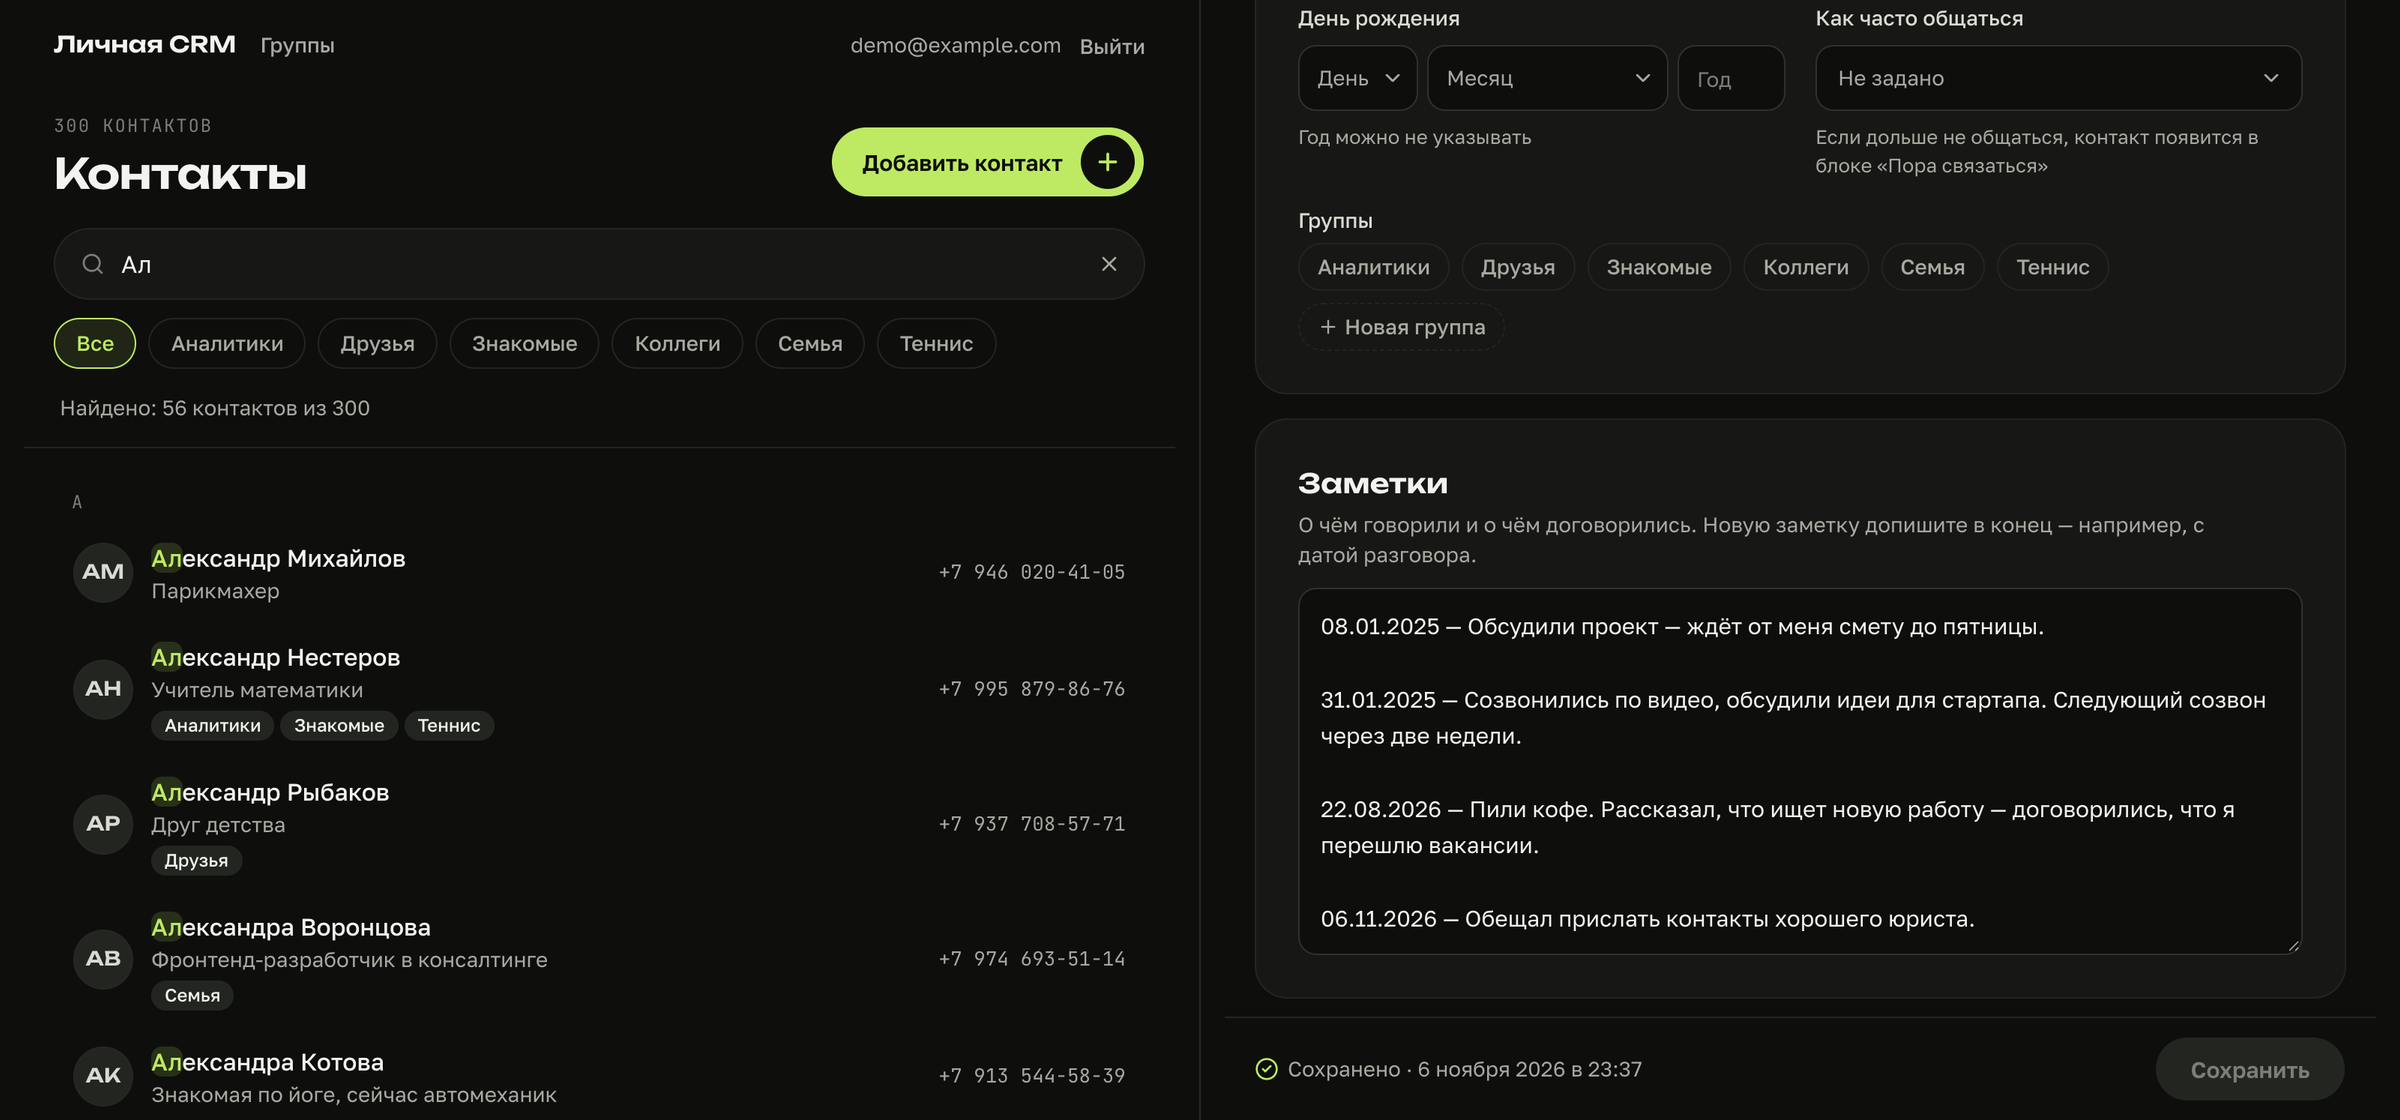 Личная CRM
Группы
demo@example.com
Выйти
300 КОНТАКТОВ
Контакты
Добавить контакт
Ал
Все
Аналитики
Друзья
Знакомые
Коллеги
Семья
Теннис
Найдено: 56 контактов из 300
А
АМ
Александр Михайлов
Парикмахер
+7 946 020-41-05
АН
Александр Нестеров
Учитель математики
Аналитики
Знакомые
Теннис
+7 995 879-86-76
АР
Александр Рыбаков
Друг детства
Друзья
+7 937 708-57-71
АВ
Александра Воронцова
Фронтенд-разработчик в консалтинге
Семья
+7 974 693-51-14
АК
Александра Котова
Знакомая по йоге, сейчас автомеханик
+7 913 544-58-39
День рождения
День
Месяц
Год
Год можно не указывать
Как часто общаться
Не задано
Если дольше не общаться, контакт появится в
блоке «Пора связаться»
Группы
Аналитики
Друзья
Знакомые
Коллеги
Семья
Теннис
+ Новая группа
Заметки
О чём говорили и о чём договорились. Новую заметку допишите в конец — например, с
датой разговора.
08.01.2025 — Обсудили проект — ждёт от меня смету до пятницы.
31.01.2025 — Созвонились по видео, обсудили идеи для стартапа. Следующий созвон
через две недели.
22.08.2026 — Пили кофе. Рассказал, что ищет новую работу — договорились, что я
перешлю вакансии.
06.11.2026 — Обещал прислать контакты хорошего юриста.
Сохранено · 6 ноября 2026 в 23:37
Сохранить